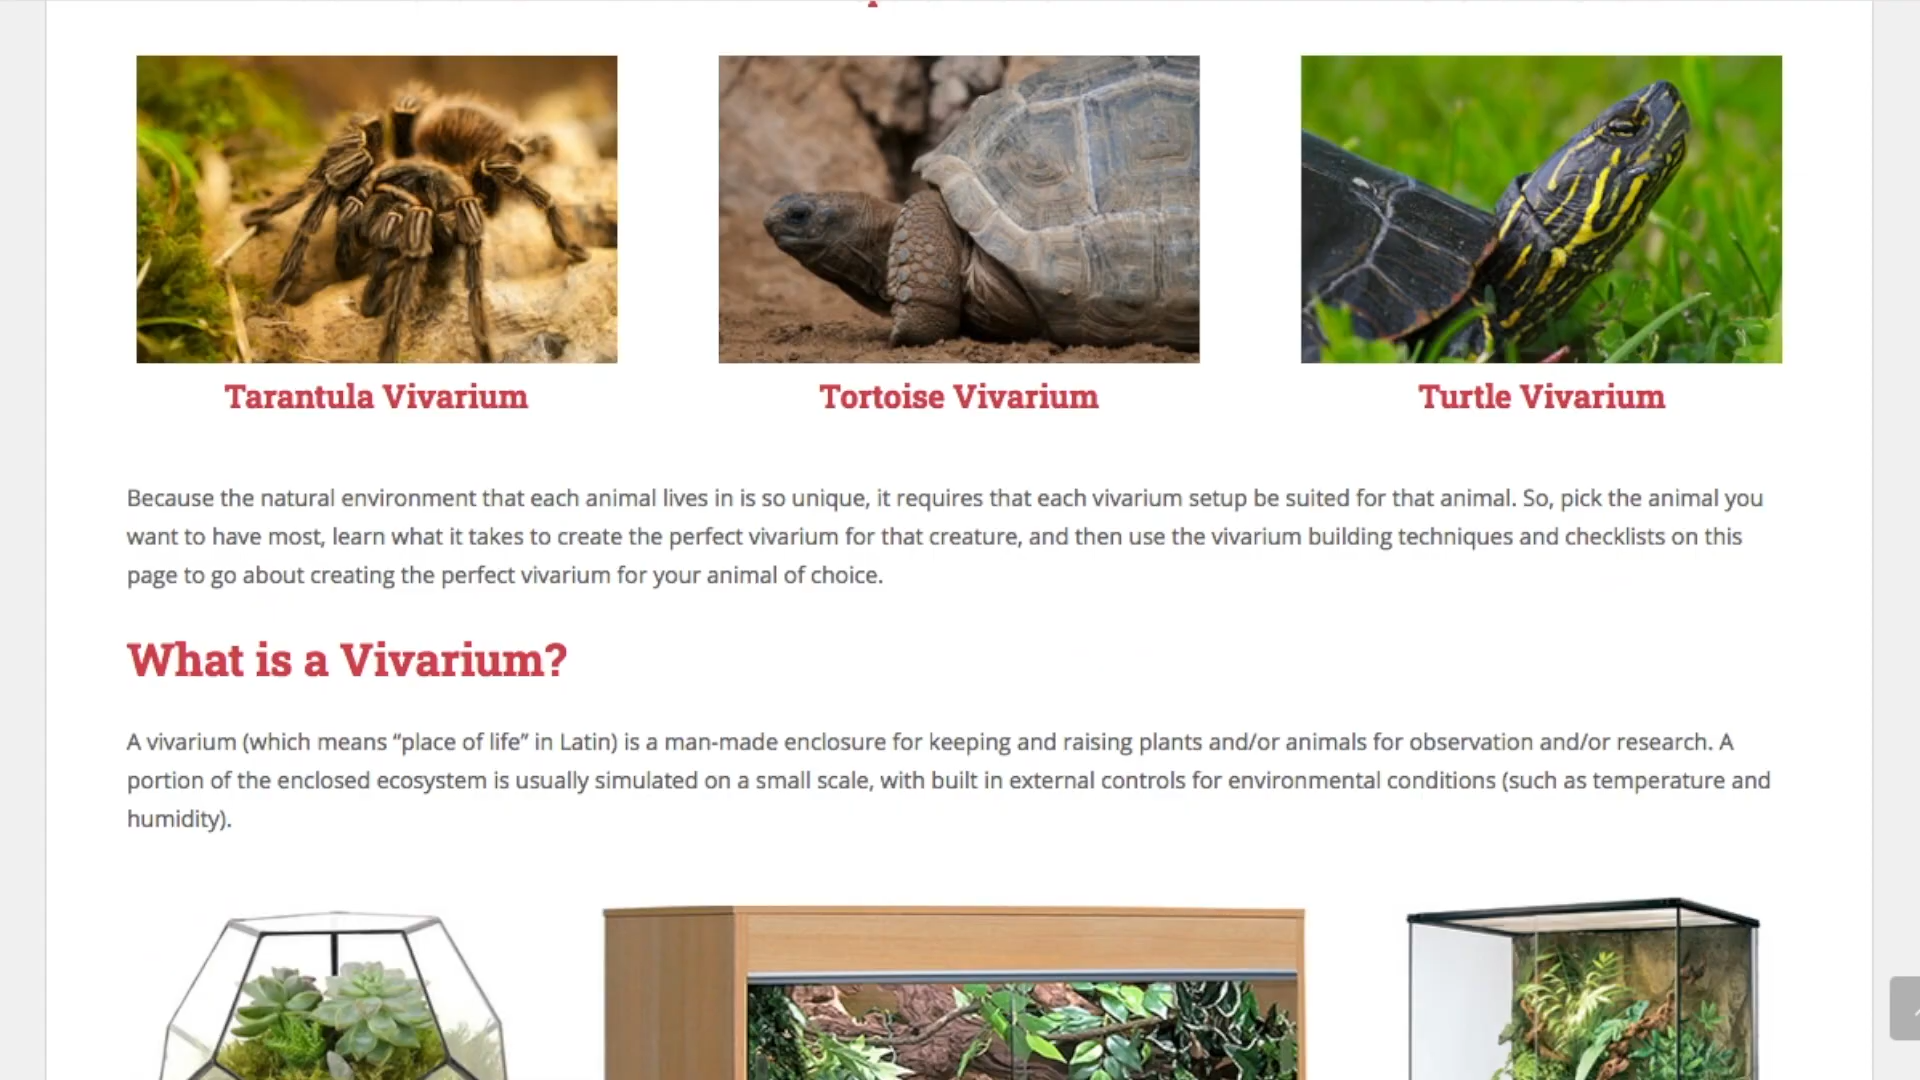 Tarantula Vivarium
Tortoise Vivarium
Turtle Vivarium
Because the natural environment that each animal lives in is so unique, it requires that each vivarium setup be suited for that animal. So, pick the animal you
want to have most, learn what it takes to create the perfect vivarium for that creature, and then use the vivarium building techniques and checklists on this
page to go about creating the perfect vivarium for your animal of choice.
What is a Vivarium?
A vivarium (which means “place of life” in Latin) is a man-made enclosure for keeping and raising plants and/or animals for observation and/or research. A
portion of the enclosed ecosystem is usually simulated on a small scale, with built in external controls for environmental conditions (such as temperature and
humidity).